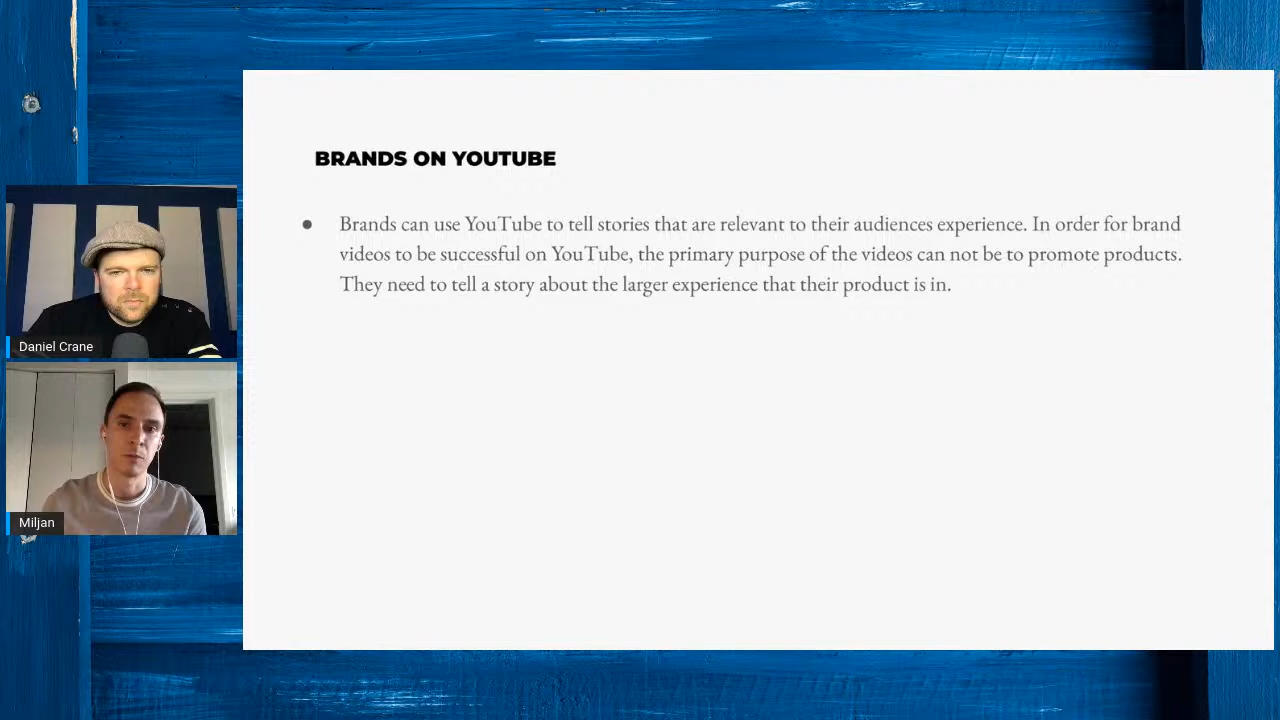 BRANDS ON YOUTUBE
● Brands can use YouTube to tell stories that are relevant to their audiences experience. In order for brand
videos to be successful on YouTube, the primary purpose of the videos can not be to promote products.
They need to tell a story about the larger experience that their product is in.
Daniel Crane
Miljan